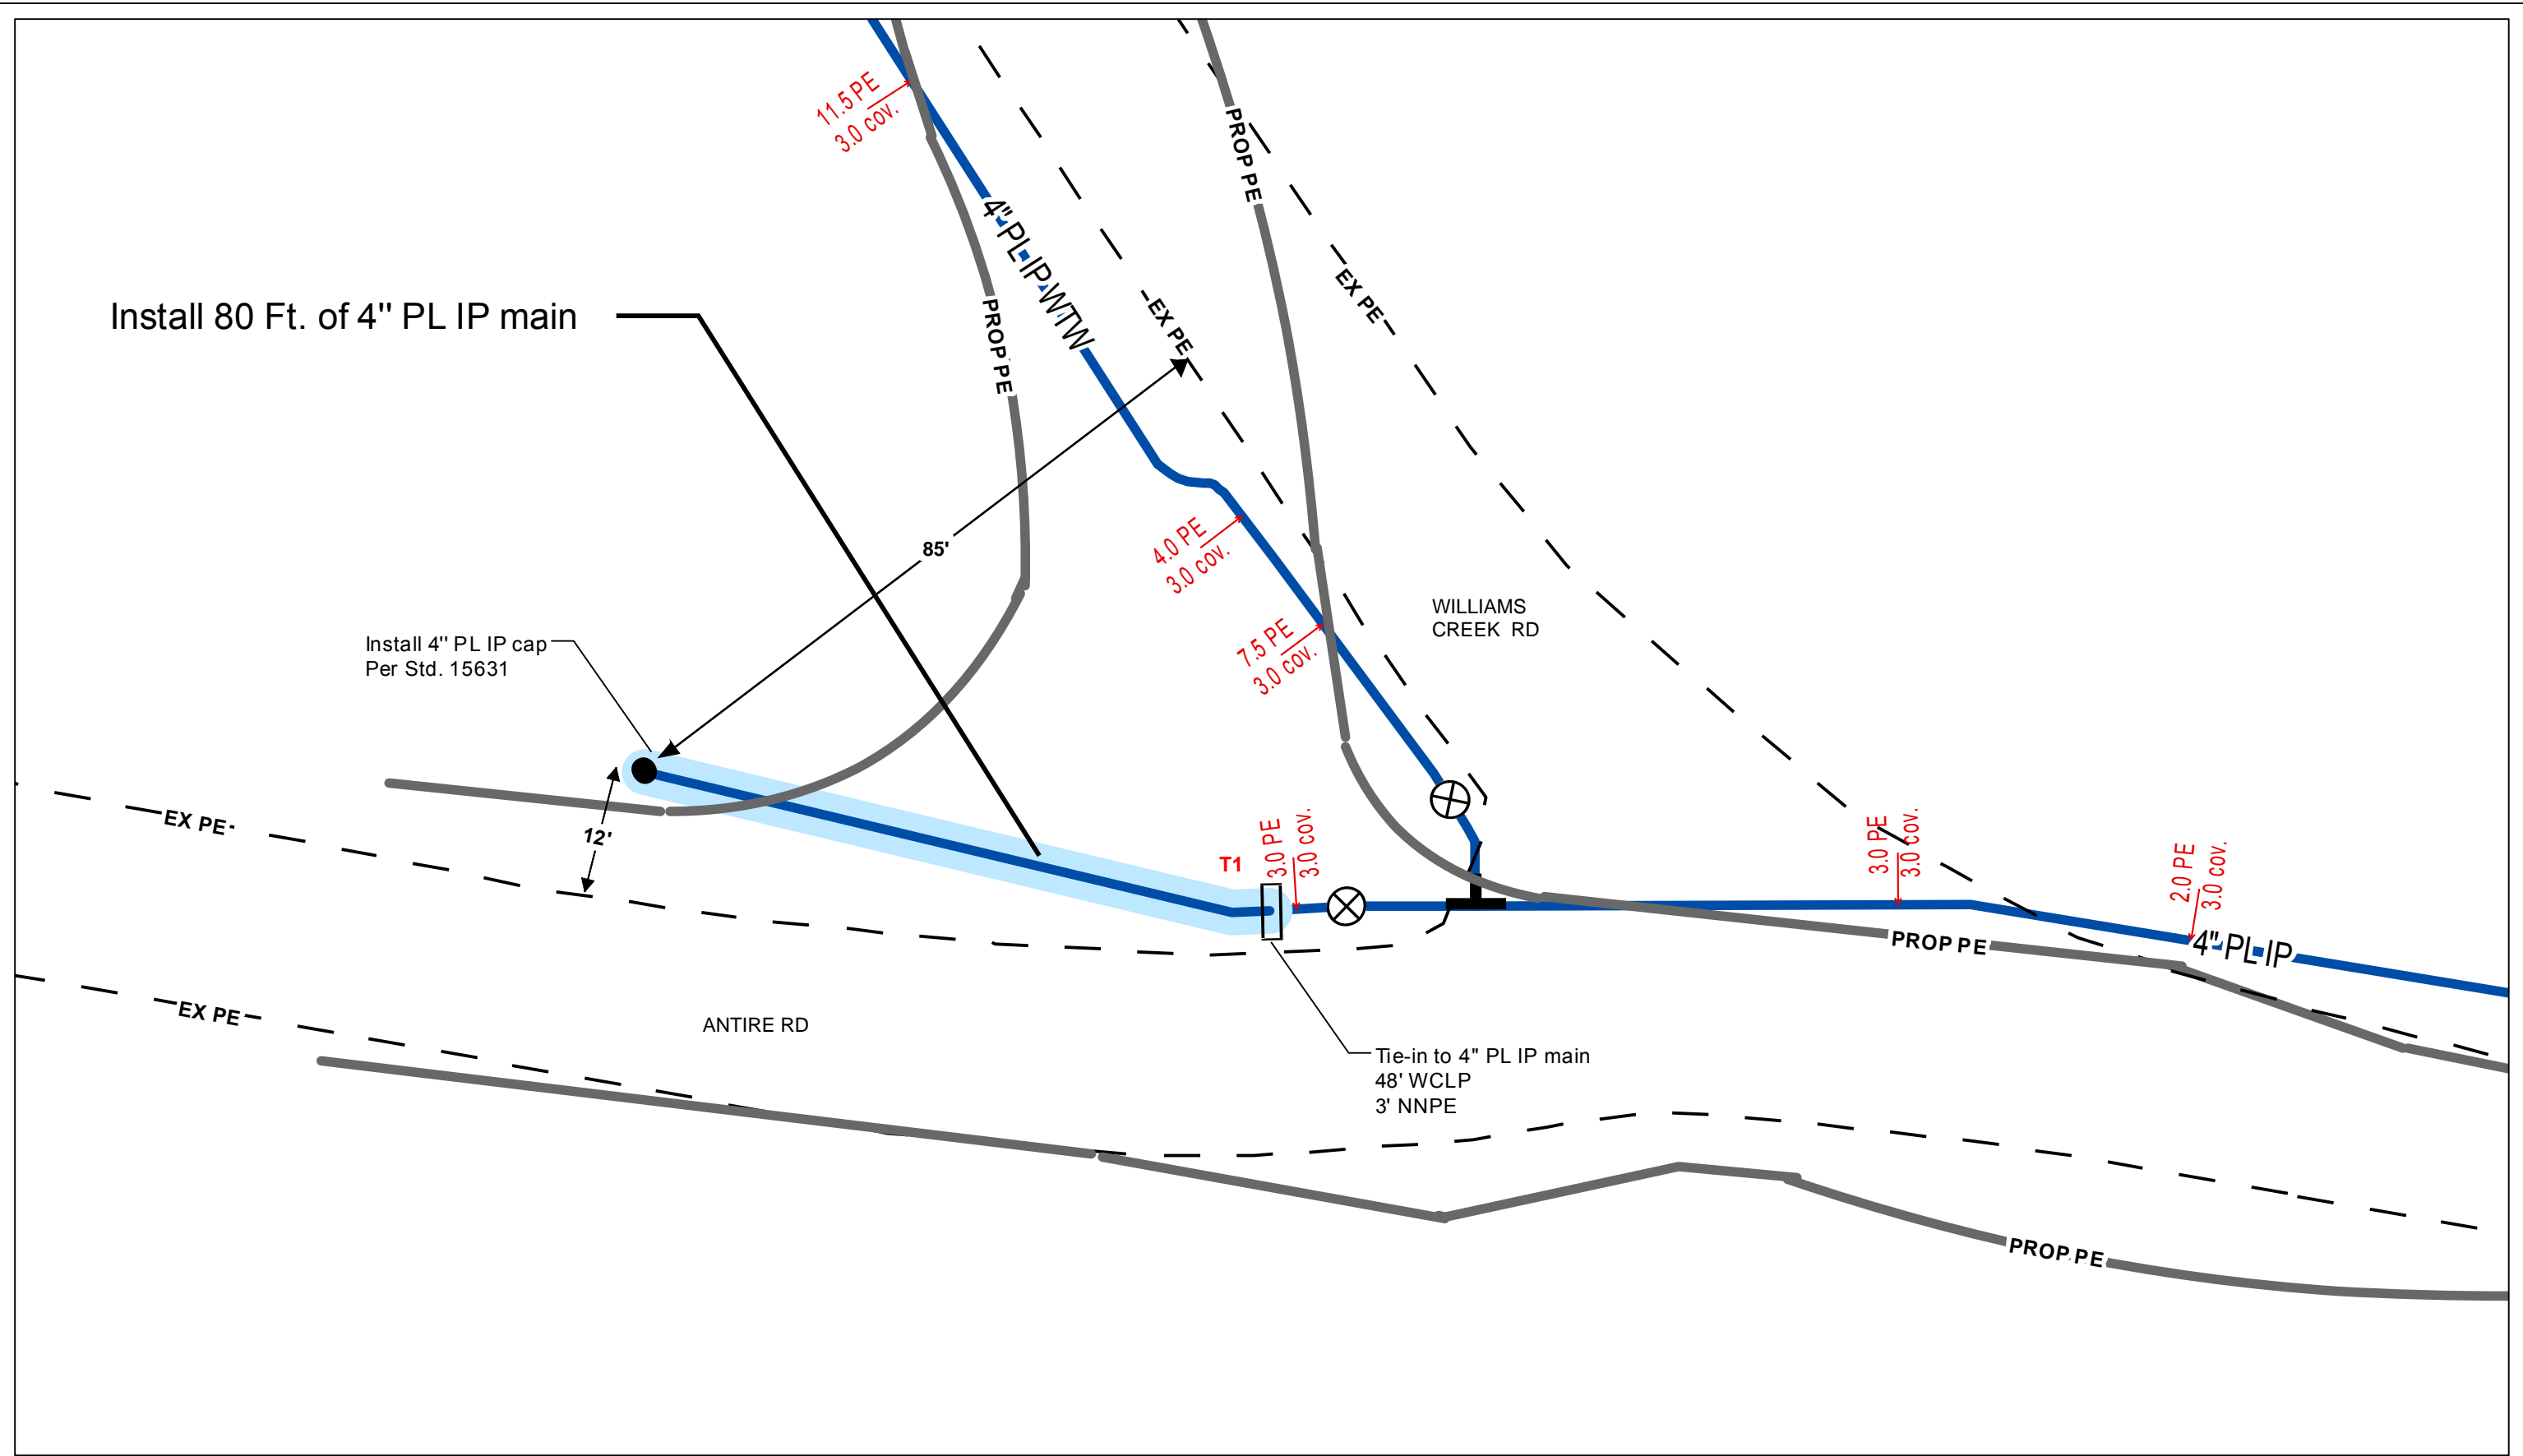 11.5 PE
3.0 cov.
PROP PE
4" PL IP WTW
EX PE
EX PE
Install 80 Ft. of 4" PL IP main
PROP PE
85'
4.0 PE
3.0 cov.
WILLIAMS
CREEK RD
7.5 PE
3.0 cov.
Install 4" PL IP cap
Per Std. 15631
EX PE
12'
T1
3.0 PE
3.0 cov.
3.0 PE
3.0 cov.
2.0 PE
3.0 cov.
PROP PE
4" PL IP
EX PE
ANTIRE RD
Tie-in to 4" PL IP main
48' WCLP
3' NNPE
PROP PE